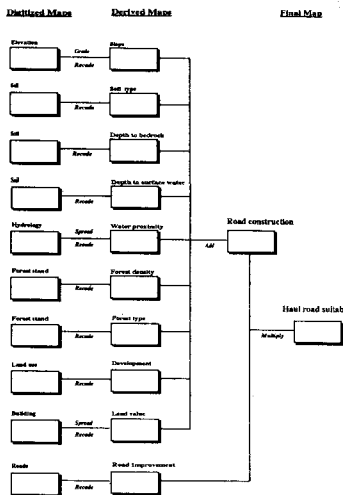 Digitized Maps Derived Maps Final Map
Elevation Grade Slope
Recode
Soil Soil type
Recode
Soil Depth to bedrock
Recode
Soil Depth to surface water
Recode
Hydrology Spread Water proximity Road construction
Recode Add
Forest stand Forest density
Recode
Haul road suitab
Forest stand Forest type
Recode Multiply
Land use Development
Recode
Building Spread Land value
Recode
Roads Road Improvement
Recode